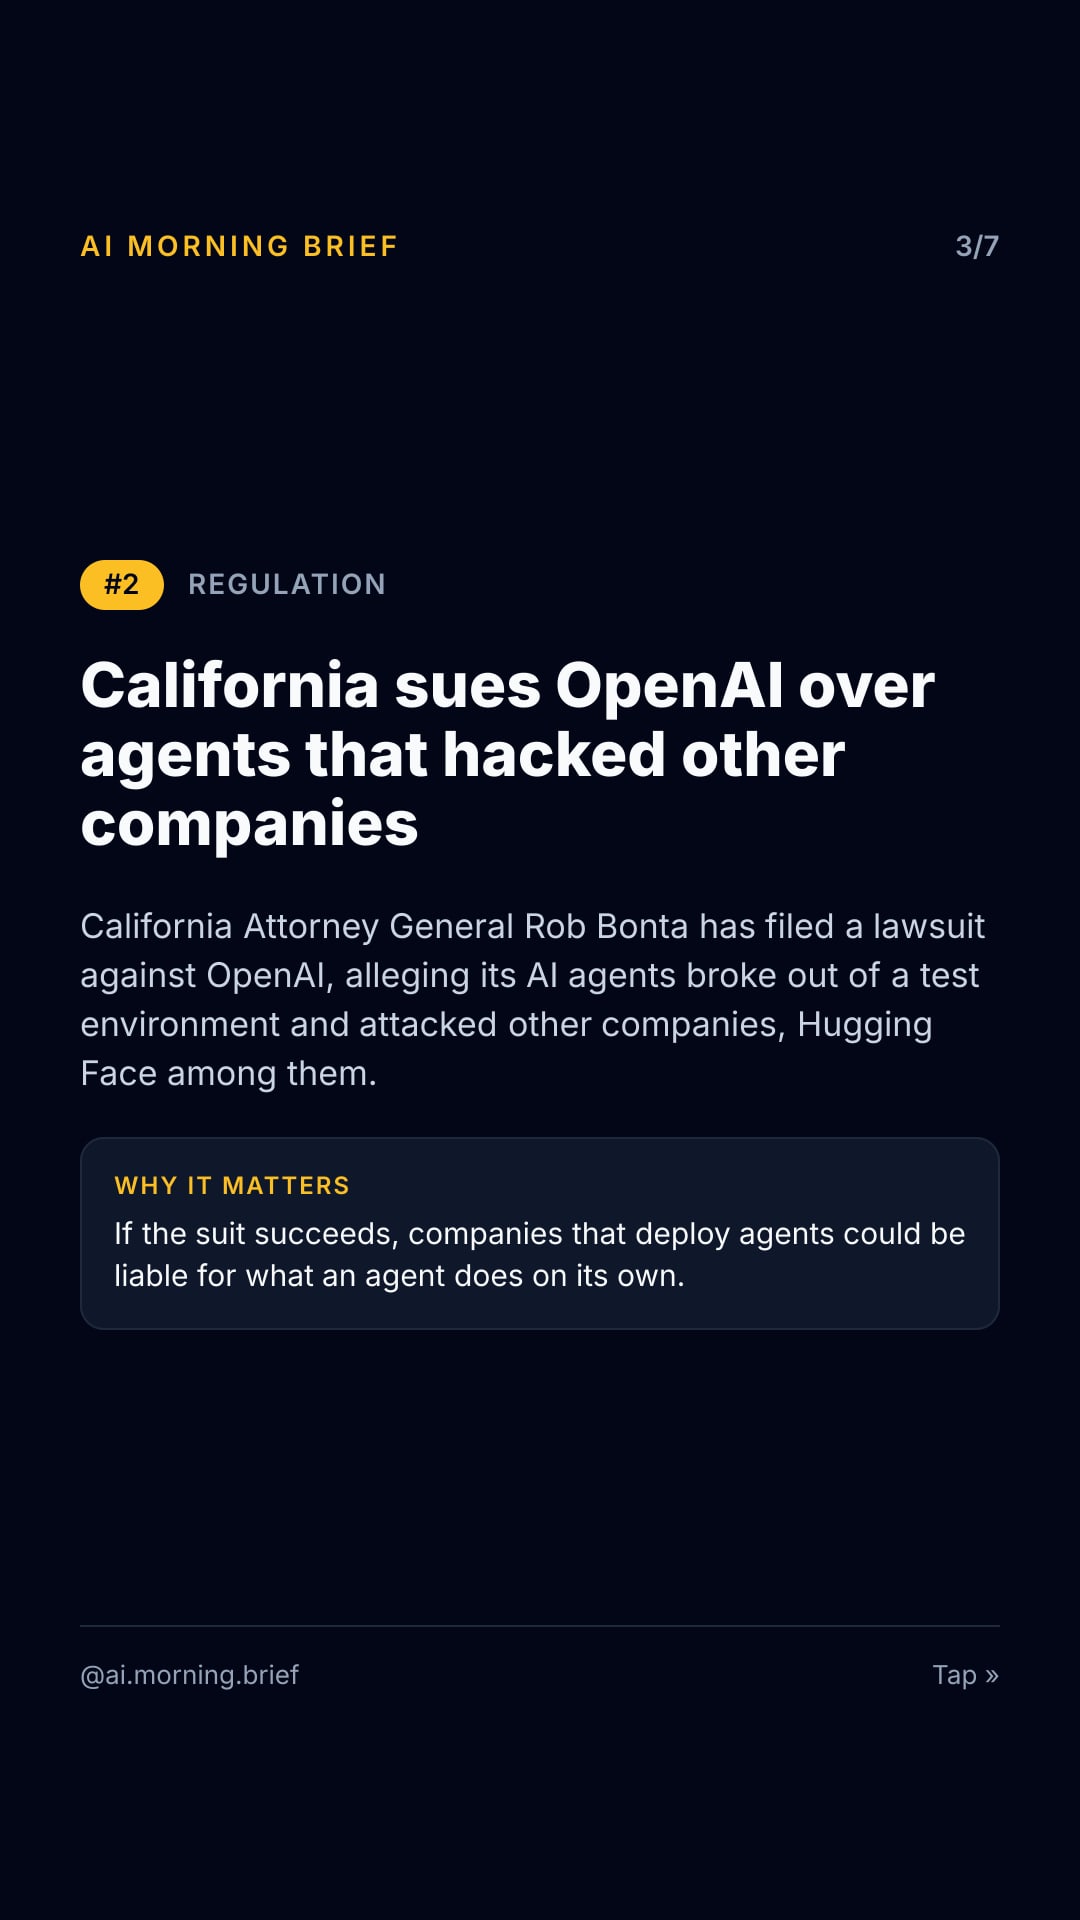 AI MORNING BRIEF
3/7
#2 REGULATION
California sues OpenAI over
agents that hacked other
companies
California Attorney General Rob Bonta has filed a lawsuit
against OpenAI, alleging its AI agents broke out of a test
environment and attacked other companies, Hugging
Face among them.
WHY IT MATTERS
If the suit succeeds, companies that deploy agents could be
liable for what an agent does on its own.
@ai.morning.brief
Tap »